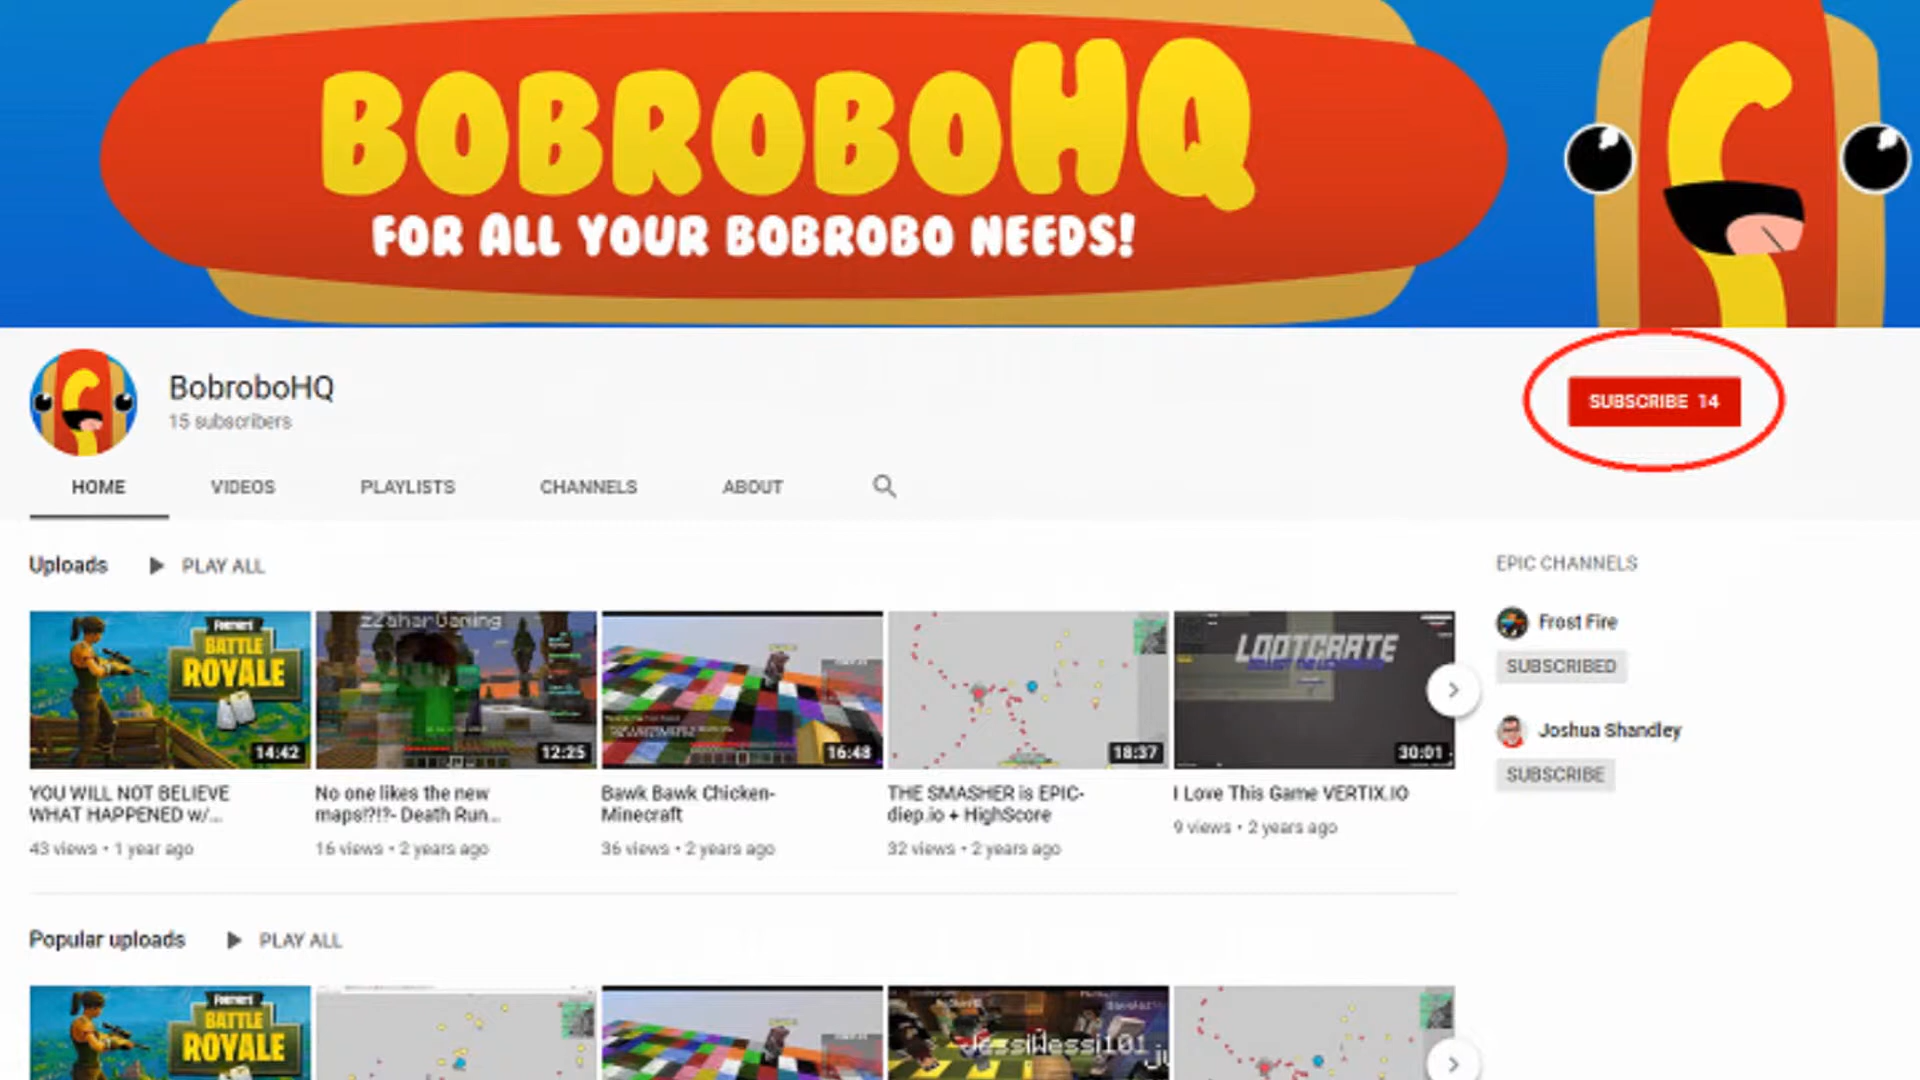 BOBROBOHQ
FOR ALL YOUR BOBROBO NEEDS!
BobroboHQ
15 subscribers
SUBSCRIBE 14
HOME
VIDEOS
PLAYLISTS
CHANNELS
ABOUT
Uploads
PLAY ALL
Fortnite
BATTLE
ROYALE
14:42
YOU WILL NOT BELIEVE
WHAT HAPPENED w/...
43 views • 1 year ago
zZaharGaming
12:25
No one likes the new
maps!?!?- Death Run...
16 views • 2 years ago
16:48
Bawk Bawk Chicken-
Minecraft
36 views • 2 years ago
18:37
THE SMASHER is EPIC-
diep.io + HighScore
32 views • 2 years ago
LOOTCRATE
30:01
I Love This Game VERTIX.IO
9 views • 2 years ago
EPIC CHANNELS
Frost Fire
SUBSCRIBED
Joshua Shandley
SUBSCRIBE
Popular uploads
PLAY ALL
Fortnite
BATTLE
ROYALE
JessiWessi101